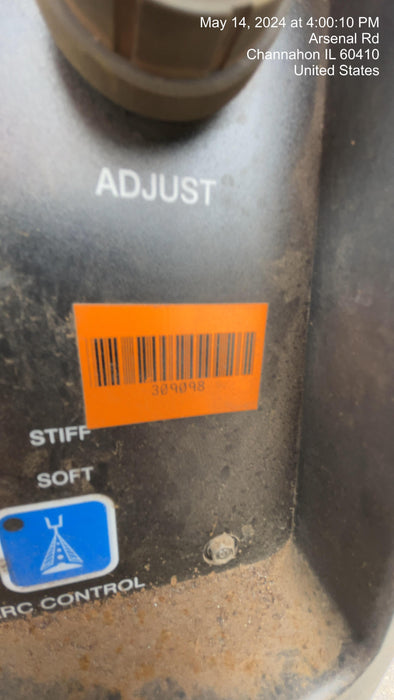 May 14, 2024 at 4:00:10 PM
Arsenal Rd
Channahon IL 60410
United States
ADJUST
309098
STIFF
SOFT
ARC CONTROL